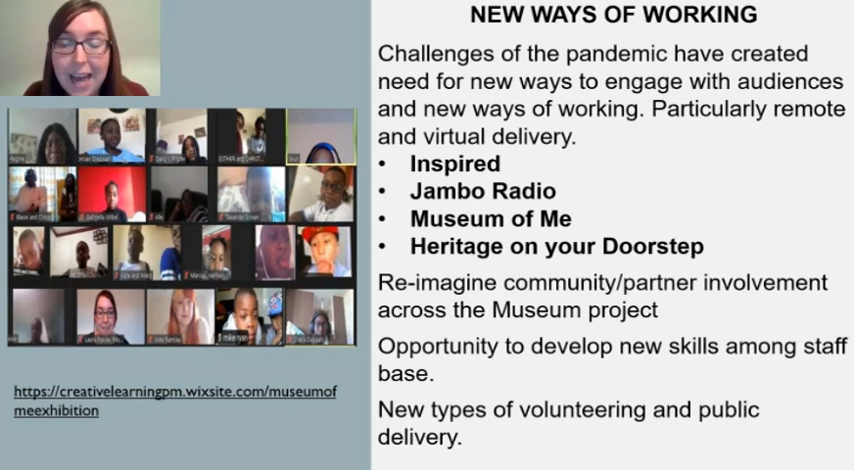 NEW WAYS OF WORKING
Challenges of the pandemic have created
need for new ways to engage with audiences
and new ways of working. Particularly remote
and virtual delivery.
• Inspired
• Jambo Radio
• Museum of Me
• Heritage on your Doorstep
Re-imagine community/partner involvement
across the Museum project
Opportunity to develop new skills among staff
base.
New types of volunteering and public
delivery.
https://creativelearningpm.wixsite.com/museumof
meexhibition
mike ryan